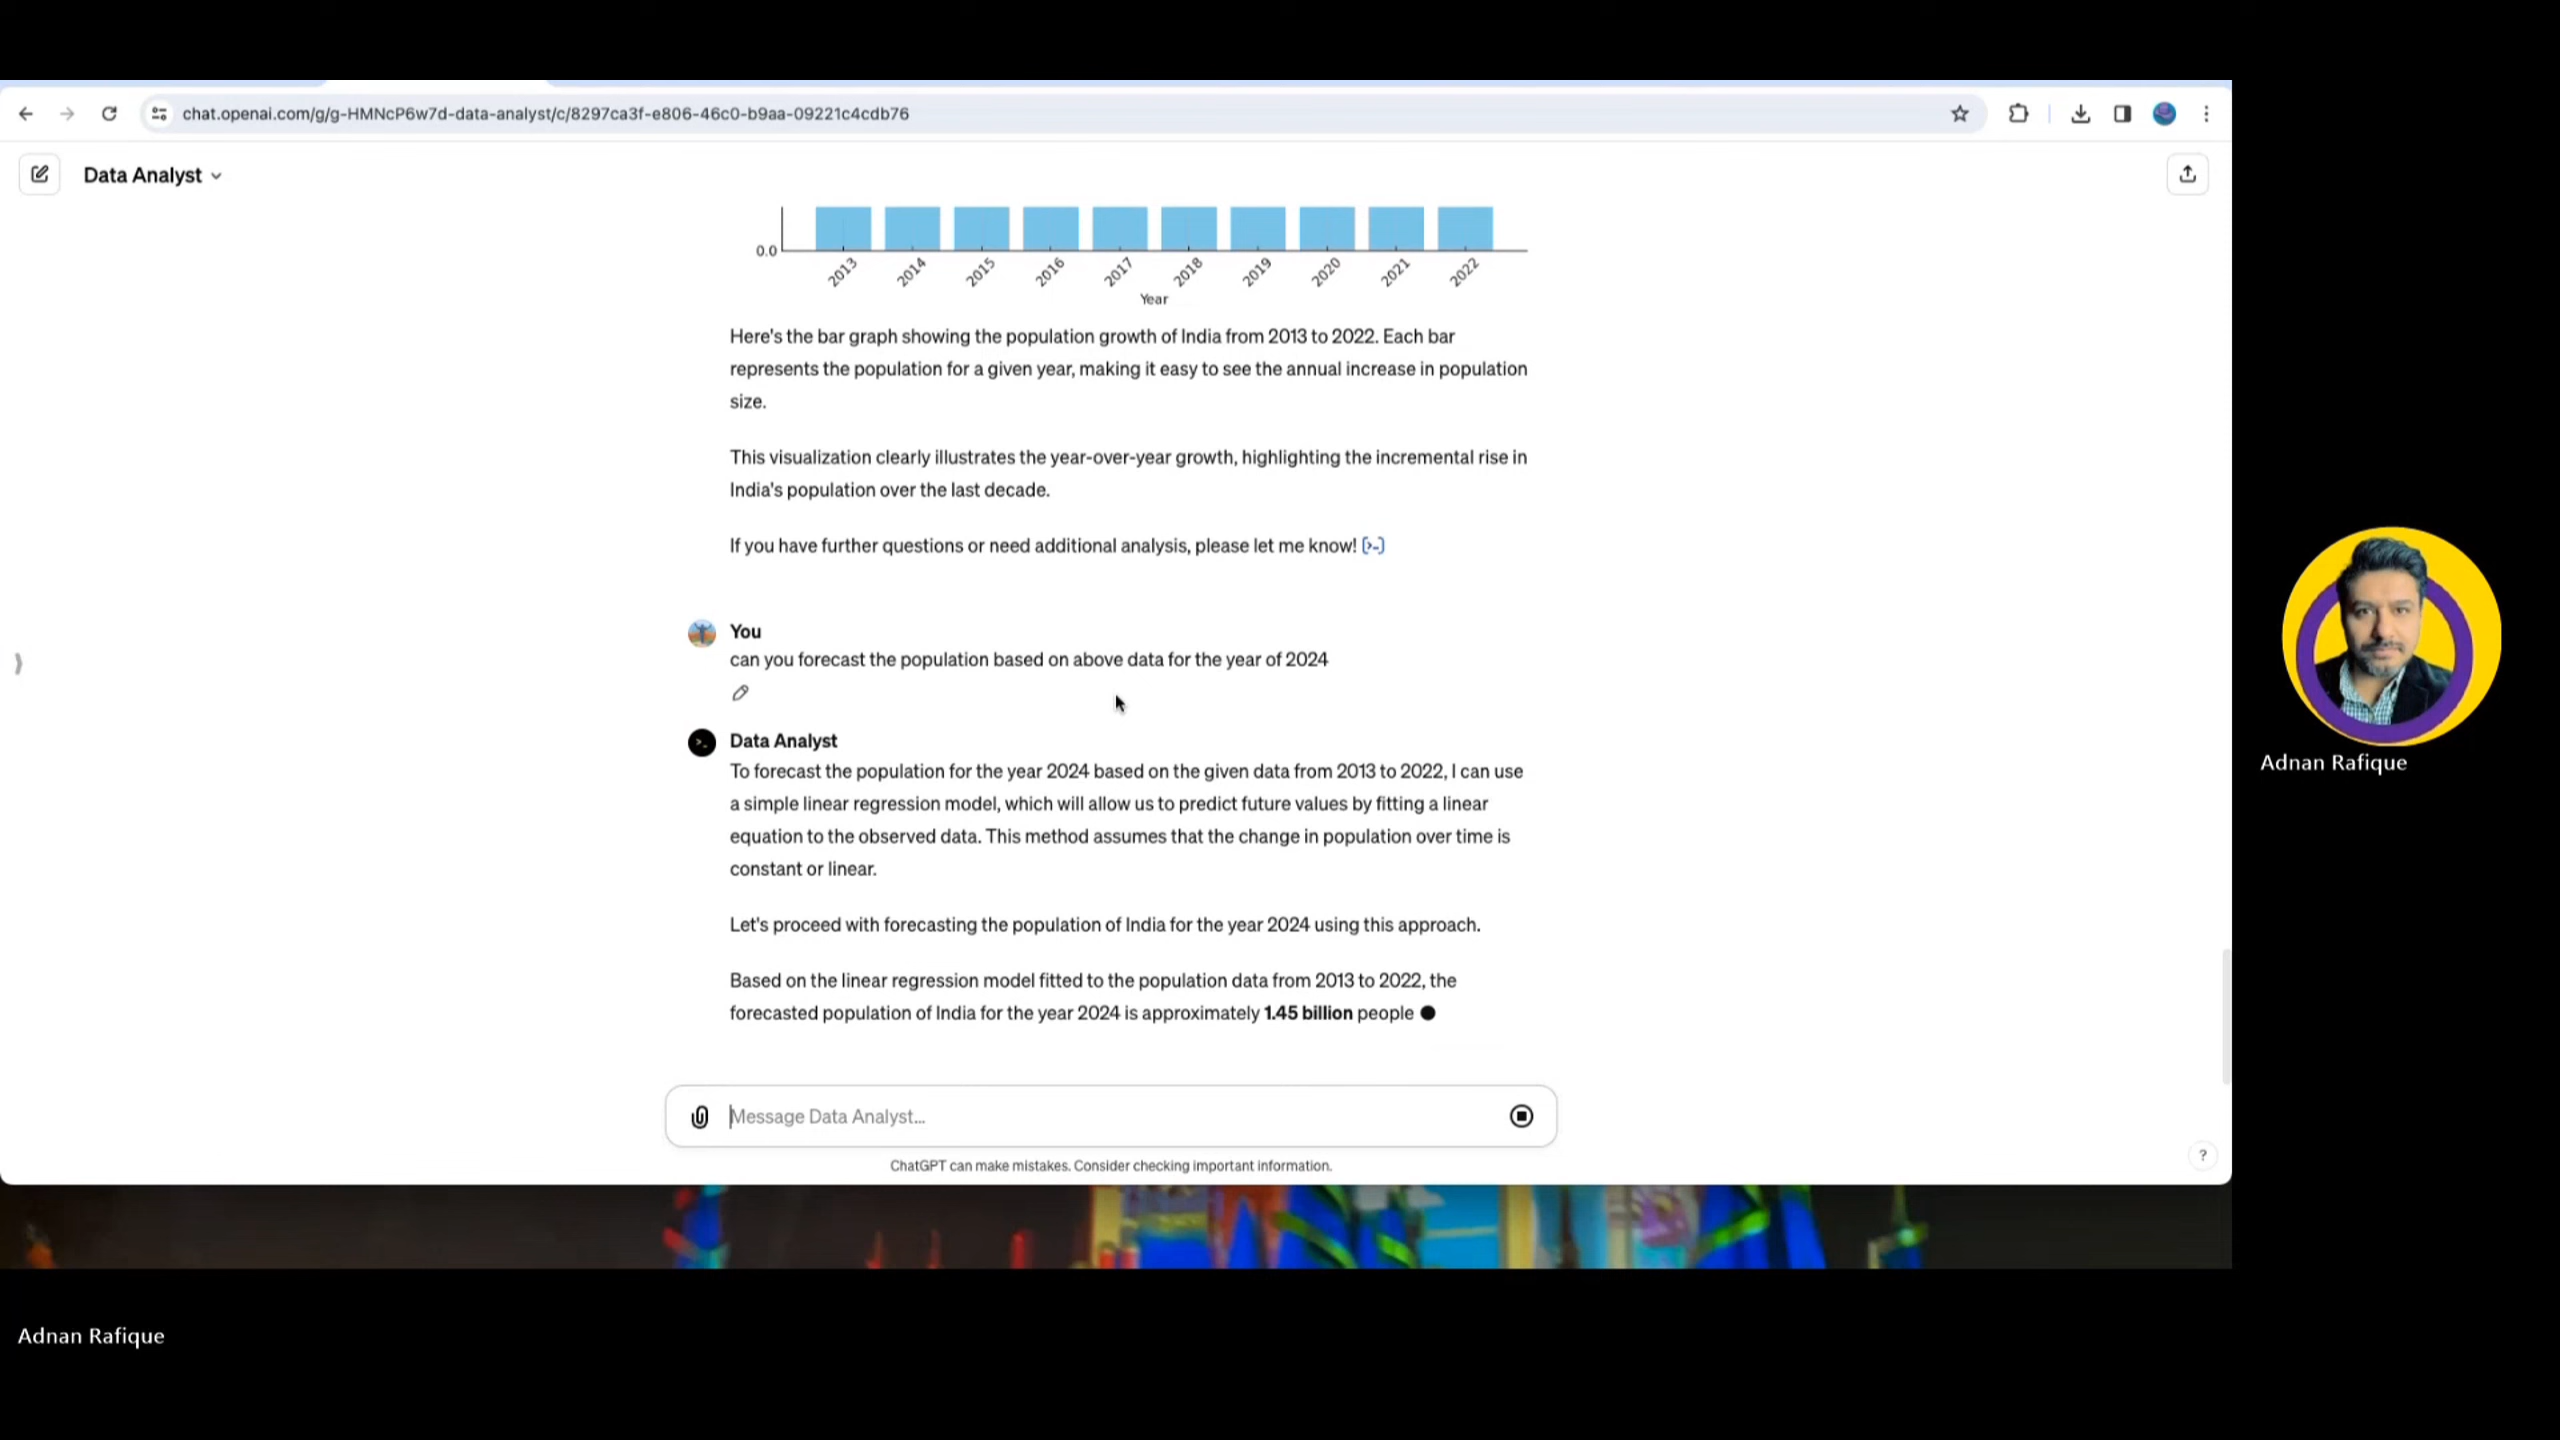 chat.openai.com/g/g-HMNcP6w7d-data-analyst/c/8297ca3f-e806-46c0-b9aa-09221c4cdb76
Data Analyst
0.0
2013 2014 2015 2016 2017 2018 2019 2020 2021 2022
Year
Here's the bar graph showing the population growth of India from 2013 to 2022. Each bar
represents the population for a given year, making it easy to see the annual increase in population
size.
This visualization clearly illustrates the year-over-year growth, highlighting the incremental rise in
India's population over the last decade.
If you have further questions or need additional analysis, please let me know! [>-]
You
can you forecast the population based on above data for the year of 2024
Data Analyst
To forecast the population for the year 2024 based on the given data from 2013 to 2022, I can use
a simple linear regression model, which will allow us to predict future values by fitting a linear
equation to the observed data. This method assumes that the change in population over time is
constant or linear.
Let's proceed with forecasting the population of India for the year 2024 using this approach.
Based on the linear regression model fitted to the population data from 2013 to 2022, the
forecasted population of India for the year 2024 is approximately 1.45 billion people
Message Data Analyst...
ChatGPT can make mistakes. Consider checking important information.
?
Adnan Rafique
Adnan Rafique